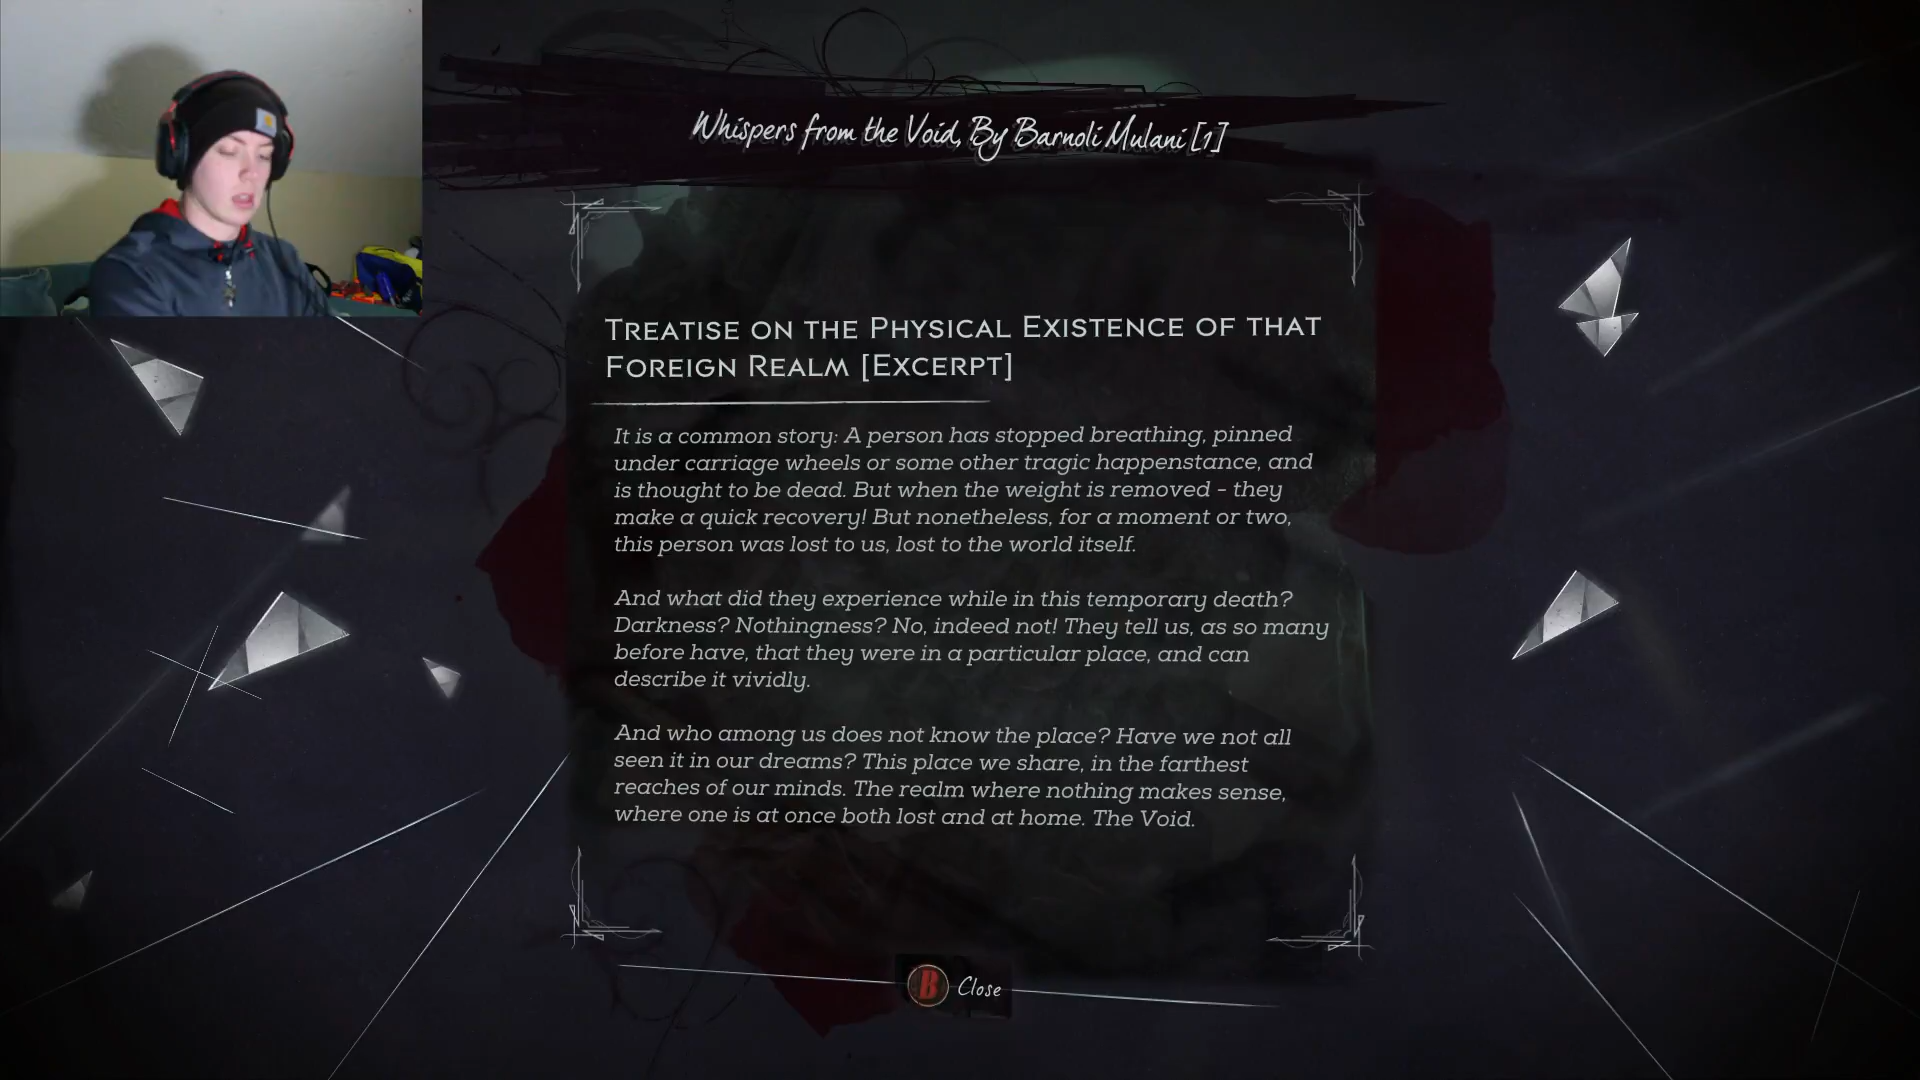 Whispers from the Void, By Barnoli Mulani [1]
Treatise on the Physical Existence of that
Foreign Realm [Excerpt]
It is a common story: A person has stopped breathing, pinned
under carriage wheels or some other tragic happenstance, and
is thought to be dead. But when the weight is removed - they
make a quick recovery! But nonetheless, for a moment or two,
this person was lost to us, lost to the world itself.
And what did they experience while in this temporary death?
Darkness? Nothingness? No, indeed not! They tell us, as so many
before have, that they were in a particular place, and can
describe it vividly.
And who among us does not know the place? Have we not all
seen it in our dreams? This place we share, in the farthest
reaches of our minds. The realm where nothing makes sense,
where one is at once both lost and at home. The Void.
B Close